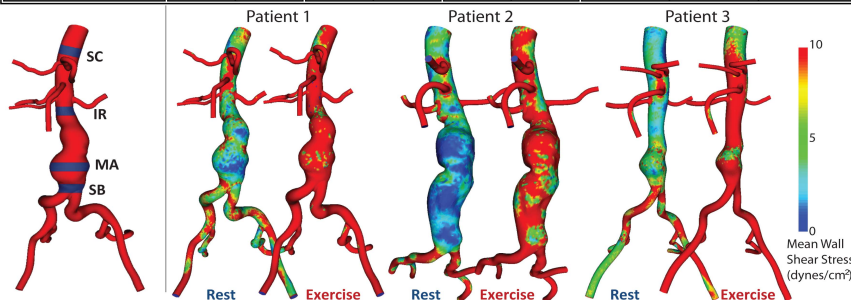 Patient 1
Patient 2
Patient 3
SC
IR
MA
SB
10
5
0
Mean Wall
Shear Stress
(dynes/cm²)
Rest
Exercise
Rest
Exercise
Rest
Exercise